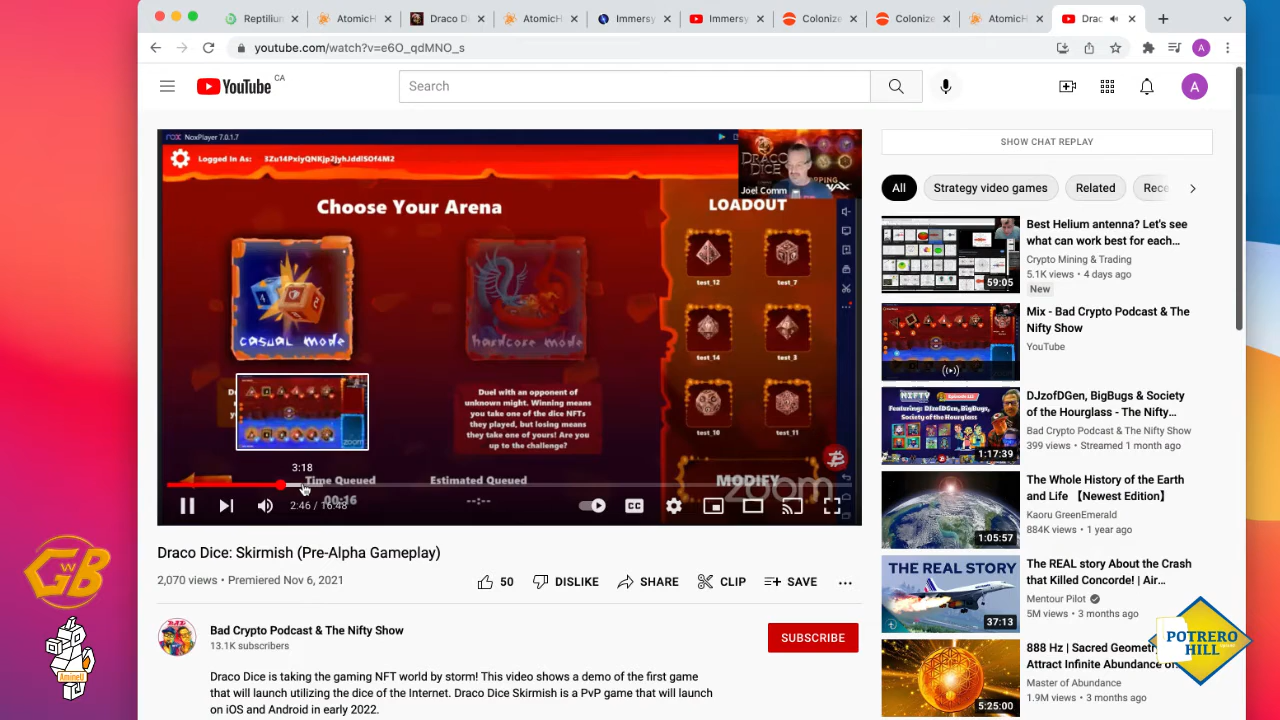 Reptilium
AtomicH
Draco Di
AtomicH
Immersy
Immersy
Colonize
Colonize
AtomicH
Drac
youtube.com/watch?v=e6O_qdMNO_s
YouTube CA
Search
NoxPlayer 7.0.1.7
Logged In As:
Joel Comm
Choose Your Arena
LOADOUT
casual mode
hardcore mode
test_12
test_7
test_14
test_3
test_10
test_11
Duel with an opponent of
unknown might. Winning means
you take one of the dice NFTs
they played, but losing means
they take one of yours! Are you
up to the challenge?
zoom
3:18
Time Queued
00:16
Estimated Queued
--:--
MODIFY
zoom
2:46 / 16:48
CC
Draco Dice: Skirmish (Pre-Alpha Gameplay)
2,070 views • Premiered Nov 6, 2021
50
DISLIKE
SHARE
CLIP
SAVE
Bad Crypto Podcast & The Nifty Show
13.1K subscribers
SUBSCRIBE
Draco Dice is taking the gaming NFT world by storm! This video shows a demo of the first game
that will launch utilizing the dice of the Internet. Draco Dice Skirmish is a PvP game that will launch
on iOS and Android in early 2022.
SHOW CHAT REPLAY
All
Strategy video games
Related
Rece
Best Helium antenna? Let's see
what can work best for each...
Crypto Mining & Trading
5.1K views • 4 days ago
New
59:05
Mix - Bad Crypto Podcast & The
Nifty Show
YouTube
DJzofDGen, BigBugs & Society
of the Hourglass - The Nifty...
Bad Crypto Podcast & The Nifty Show
399 views • Streamed 1 month ago
1:17:39
The Unknown History of the Earth
and Life 【Newest Edition】
Kaoru GreenEmerald
884K views • 1 year ago
1:05:57
The REAL story About the Crash
that Killed Concorde! | Air...
Mentour Pilot
5M views • 3 months ago
THE REAL STORY
37:13
888 Hz | Sacred Geometry
Attract Infinite Abundance of...
Master of Abundance
1.9M views • 3 months ago
5:25:00
GwB
Amineli
POTRERO
HILL